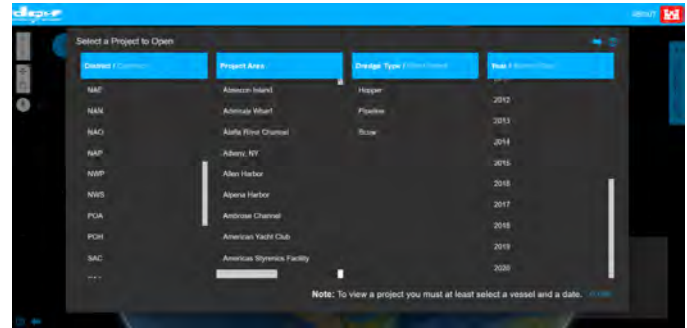 ABOUT
Select a Project to Open
District /
Project Area
Dredge Type /
Year /
NAE
Absecon Island
Hopper
NAN
Admirals Wharf
Pipeline
2012
NAO
Alafia River Channel
Scow
2013
NAP
Albany, NY
2014
NWP
Allen Harbor
2015
NWS
Alpena Harbor
2016
POA
Ambrose Channel
2017
POH
American Yacht Club
2018
SAC
Americas Styrenics Facility
2019
2020
Note: To view a project you must at least select a vessel and a date.